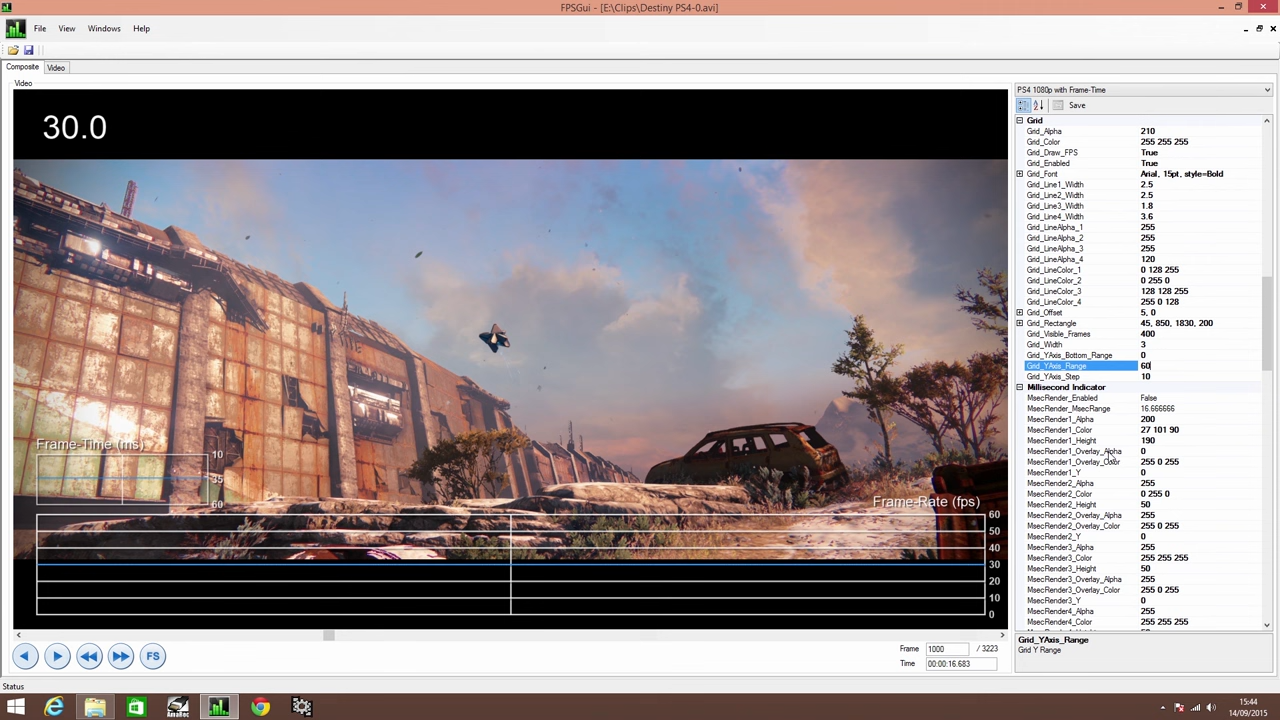 FPSGui - [E:\Clips\Destiny PS4-0.avi]
File View Windows Help
Composite Video
Video
30.0
Frame-Time (ms)
10
35
60
Frame-Rate (fps)
60
50
40
30
20
10
0
FS
Frame 1000 / 3223
Time 00:00:16.683
PS4 1080p with Frame-Time
Save
Grid
Grid_Alpha 210
Grid_Color 255 255 255
Grid_Draw_FPS True
Grid_Enabled True
Grid_Font Arial, 15pt, style=Bold
Grid_Line1_Width 2.5
Grid_Line2_Width 2.5
Grid_Line3_Width 1.8
Grid_Line4_Width 3.6
Grid_LineAlpha_1 255
Grid_LineAlpha_2 255
Grid_LineAlpha_3 255
Grid_LineAlpha_4 120
Grid_LineColor_1 0 128 255
Grid_LineColor_2 0 255 0
Grid_LineColor_3 128 128 255
Grid_LineColor_4 255 0 128
Grid_Offset 5, 0
Grid_Rectangle 45, 850, 1830, 200
Grid_Visible_Frames 400
Grid_Width 3
Grid_YAxis_Bottom_Range 0
Grid_YAxis_Range 60
Grid_YAxis_Step 10
Millisecond Indicator
MsecRender_Enabled False
MsecRender_MsecRange 16.666666
MsecRender1_Alpha 200
MsecRender1_Color 27 101 90
MsecRender1_Height 190
MsecRender1_Overlay_Alpha 0
MsecRender1_Overlay_Color 255 0 255
MsecRender1_Y 0
MsecRender2_Alpha 255
MsecRender2_Color 0 255 0
MsecRender2_Height 50
MsecRender2_Overlay_Alpha 255
MsecRender2_Overlay_Color 255 0 255
MsecRender2_Y 0
MsecRender3_Alpha 255
MsecRender3_Color 255 255 255
MsecRender3_Height 50
MsecRender3_Overlay_Alpha 255
MsecRender3_Overlay_Color 255 0 255
MsecRender3_Y 0
MsecRender4_Alpha 255
MsecRender4_Color 255 255 255
Grid_YAxis_Range
Grid Y Range
Status
AmaRec
15:44
14/09/2015